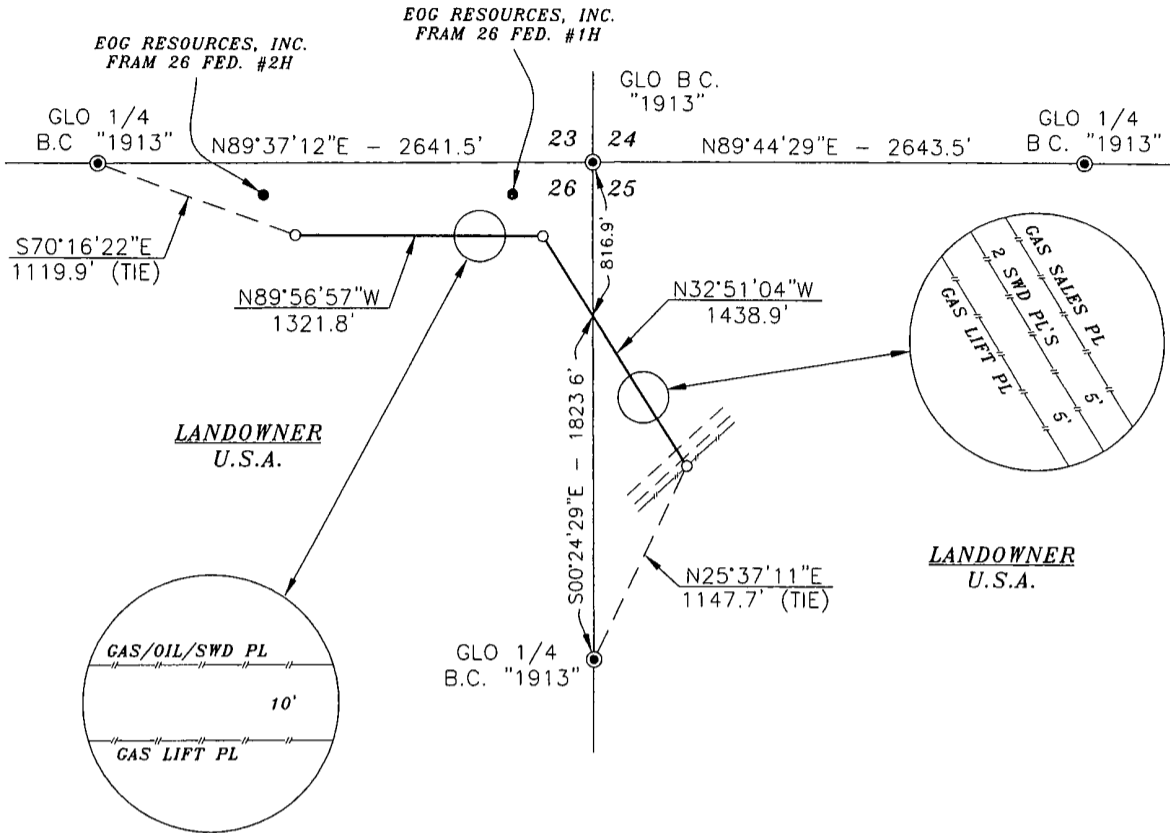 EOG RESOURCES, INC.
FRAM 26 FED. #1H
EOG RESOURCES, INC.
FRAM 26 FED. #2H
GLO B C.
"1913"
GLO 1/4
B.C "1913"
N89°37'12"E - 2641.5'
23
24
N89°44'29"E - 2643.5'
GLO 1/4
B C. "1913"
26
25
S70°16'22"E
1119.9' (TIE)
816.9'
N89°56'57"W
1321.8'
N32°51'04"W
1438.9'
GAS SALES PL
2 SWD PL'S
GAS LIFT PL
5'
5'
S00°24'29"E - 1823 6'
LANDOWNER
U.S.A.
LANDOWNER
U.S.A.
N25°37'11"E
1147.7' (TIE)
GLO 1/4
B.C. "1913"
GAS/OIL/SWD PL
10'
GAS LIFT PL